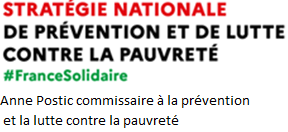 STRATÉGIE NATIONALE
DE PRÉVENTION ET DE LUTTE
CONTRE LA PAUVRETÉ
#FranceSolidaire
Anne Postic commissaire à la prévention
et la lutte contre la pauvreté